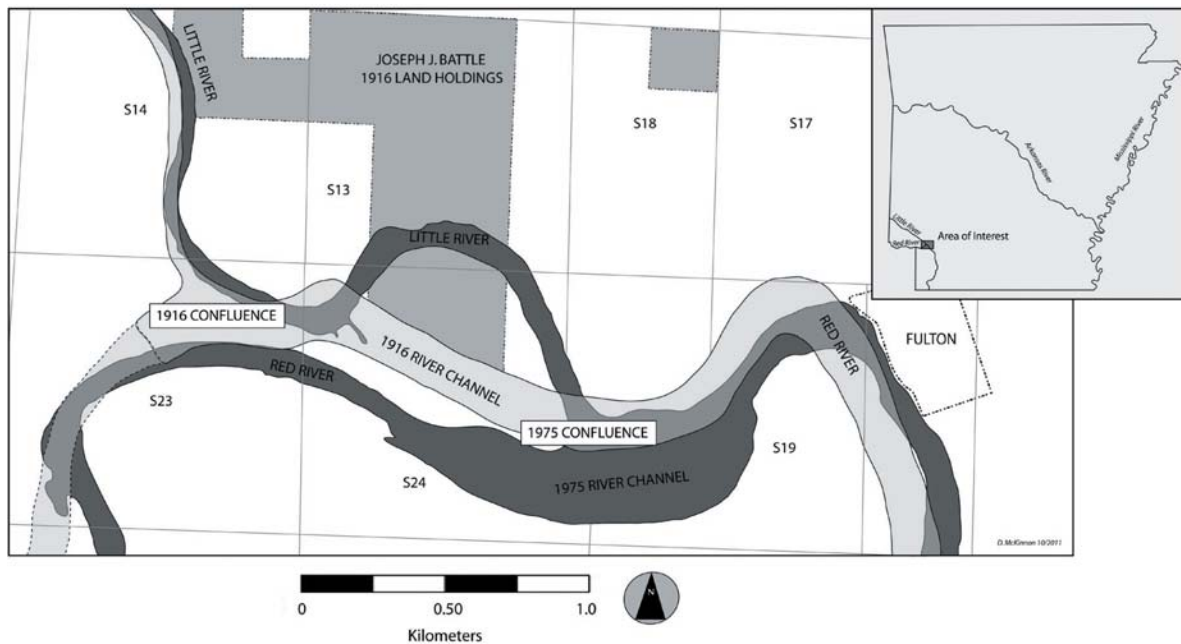 LITTLE RIVER
JOSEPH J. BATTLE
1916 LAND HOLDINGS
S14
S18
S17
S13
LITTLE RIVER
1916 CONFLUENCE
1916 RIVER CHANNEL
RED RIVER
RED RIVER
FULTON
S23
1975 CONFLUENCE
S19
S24
1975 RIVER CHANNEL
D. McKinnon 10/2011
Arkansas River
Mississippi River
Little River
Red River
Area of Interest
0
0.50
1.0
Kilometers
N